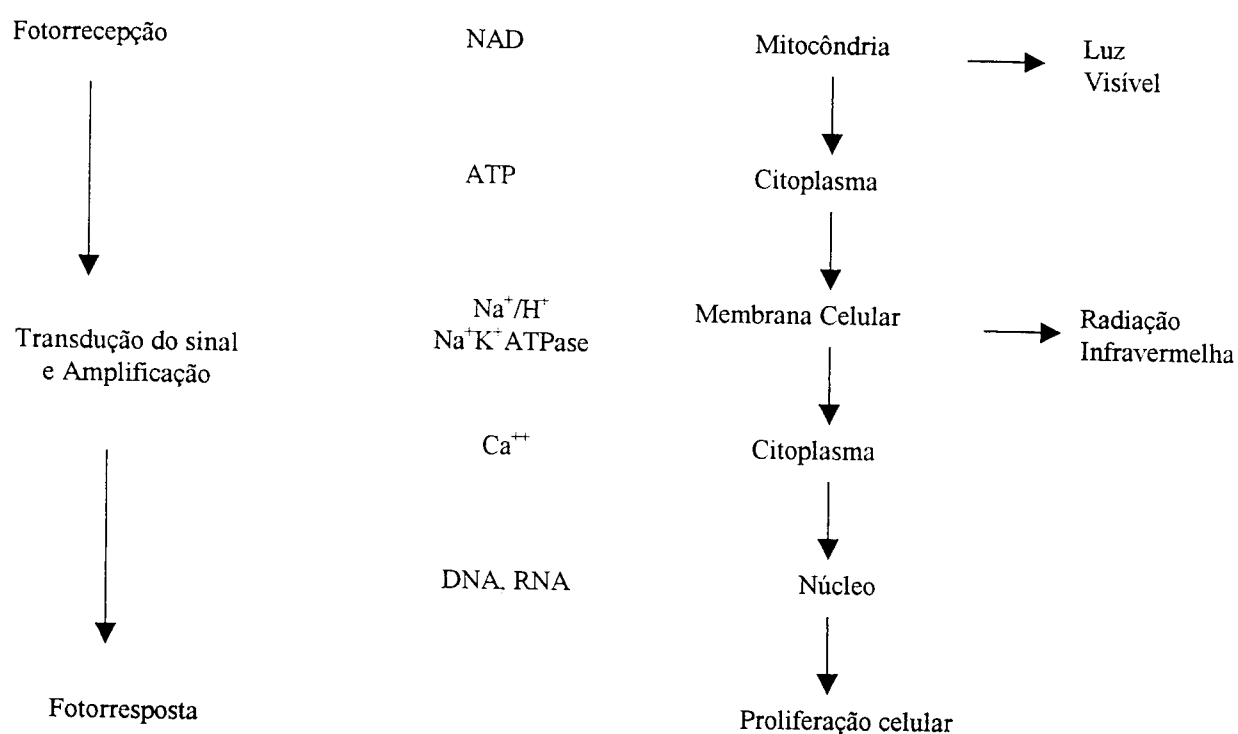 Fotorrecepção
NAD
Mitocôndria
Luz
Visível
ATP
Citoplasma
Na⁺/H⁺
Na⁺K⁺ATPase
Membrana Celular
Radiação
Infravermelha
Transdução do sinal
e Amplificação
Ca⁺⁺
Citoplasma
DNA, RNA
Núcleo
Fotorresposta
Proliferação celular